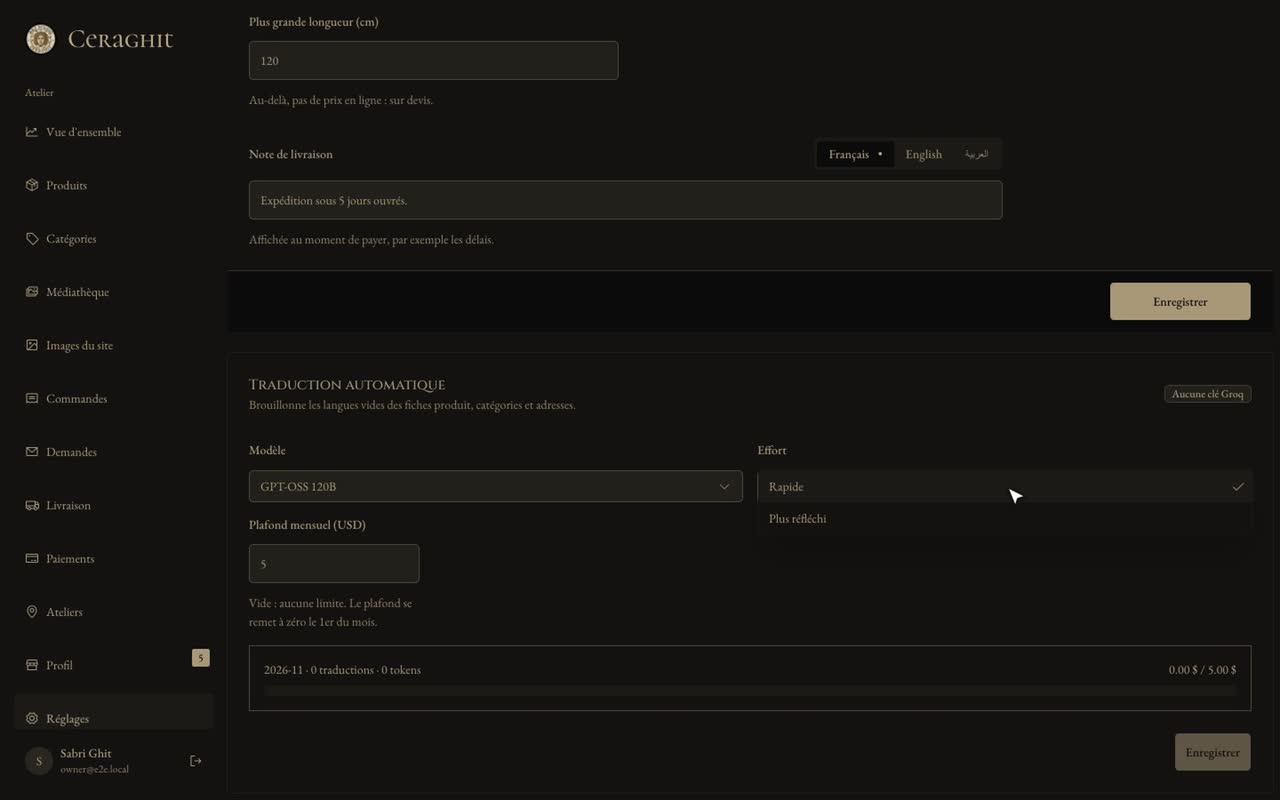 Ceraghit
Atelier
Vue d'ensemble
Produits
Catégories
Médiathèque
Images du site
Commandes
Demandes
Livraison
Paiements
Ateliers
Profil
5
Réglages
S
Sabri Ghit
owner@e2e.local
Plus grande longueur (cm)
120
Au-delà, pas de prix en ligne : sur devis.
Note de livraison
Français • English العربية
Expédition sous 5 jours ouvrés.
Affichée au moment de payer, par exemple les délais.
Enregistrer
Traduction automatique
Brouillonne les langues vides des fiches produit, catégories et adresses.
Aucune clé Groq
Modèle
GPT-OSS 120B
Effort
Rapide
Plus réfléchi
Plafond mensuel (USD)
5
Vide : aucune limite. Le plafond se
remet à zéro le 1er du mois.
2026-11 · 0 traductions · 0 tokens
0.00 $ / 5.00 $
Enregistrer